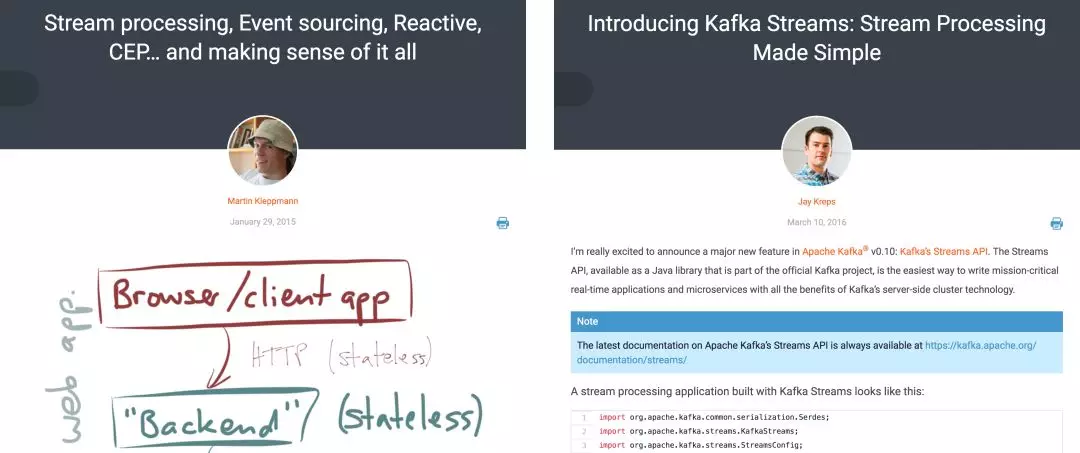 Stream processing, Event sourcing, Reactive,
CEP... and making sense of it all
Martin Kleppmann
January 29, 2015
web app.
Browser/client app
HTTP (stateless)
"Backend" (stateless)
Introducing Kafka Streams: Stream Processing
Made Simple
Jay Kreps
March 10, 2016
I'm really excited to announce a major new feature in Apache Kafka® v0.10: Kafka's Streams API. The Streams
API, available as a Java library that is part of the official Kafka project, is the easiest way to write mission-critical
real-time applications and microservices with all the benefits of Kafka's server-side cluster technology.
Note
The latest documentation on Apache Kafka's Streams API is always available at https://kafka.apache.org/
documentation/streams/
A stream processing application built with Kafka Streams looks like this:
1 import org.apache.kafka.common.serialization.Serdes;
2 import org.apache.kafka.streams.KafkaStreams;
3 import org.apache.kafka.streams.StreamsConfig;